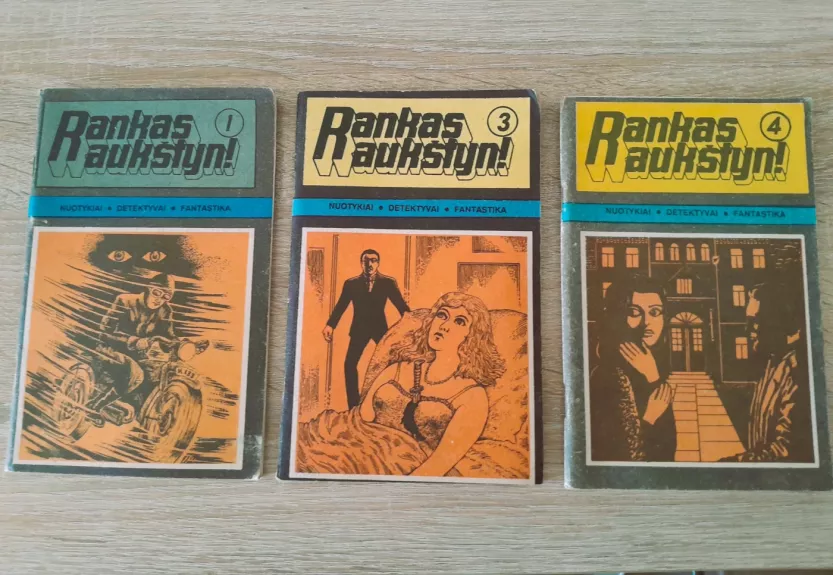 Rankas
aukštyn!
1
NUOTYKIAI • DETEKTYVAI • FANTASTIKA
Rankas
aukštyn!
3
NUOTYKIAI • DETEKTYVAI • FANTASTIKA
Rankas
aukštyn!
4
NUOTYKIAI • DETEKTYVAI • FANTASTIKA